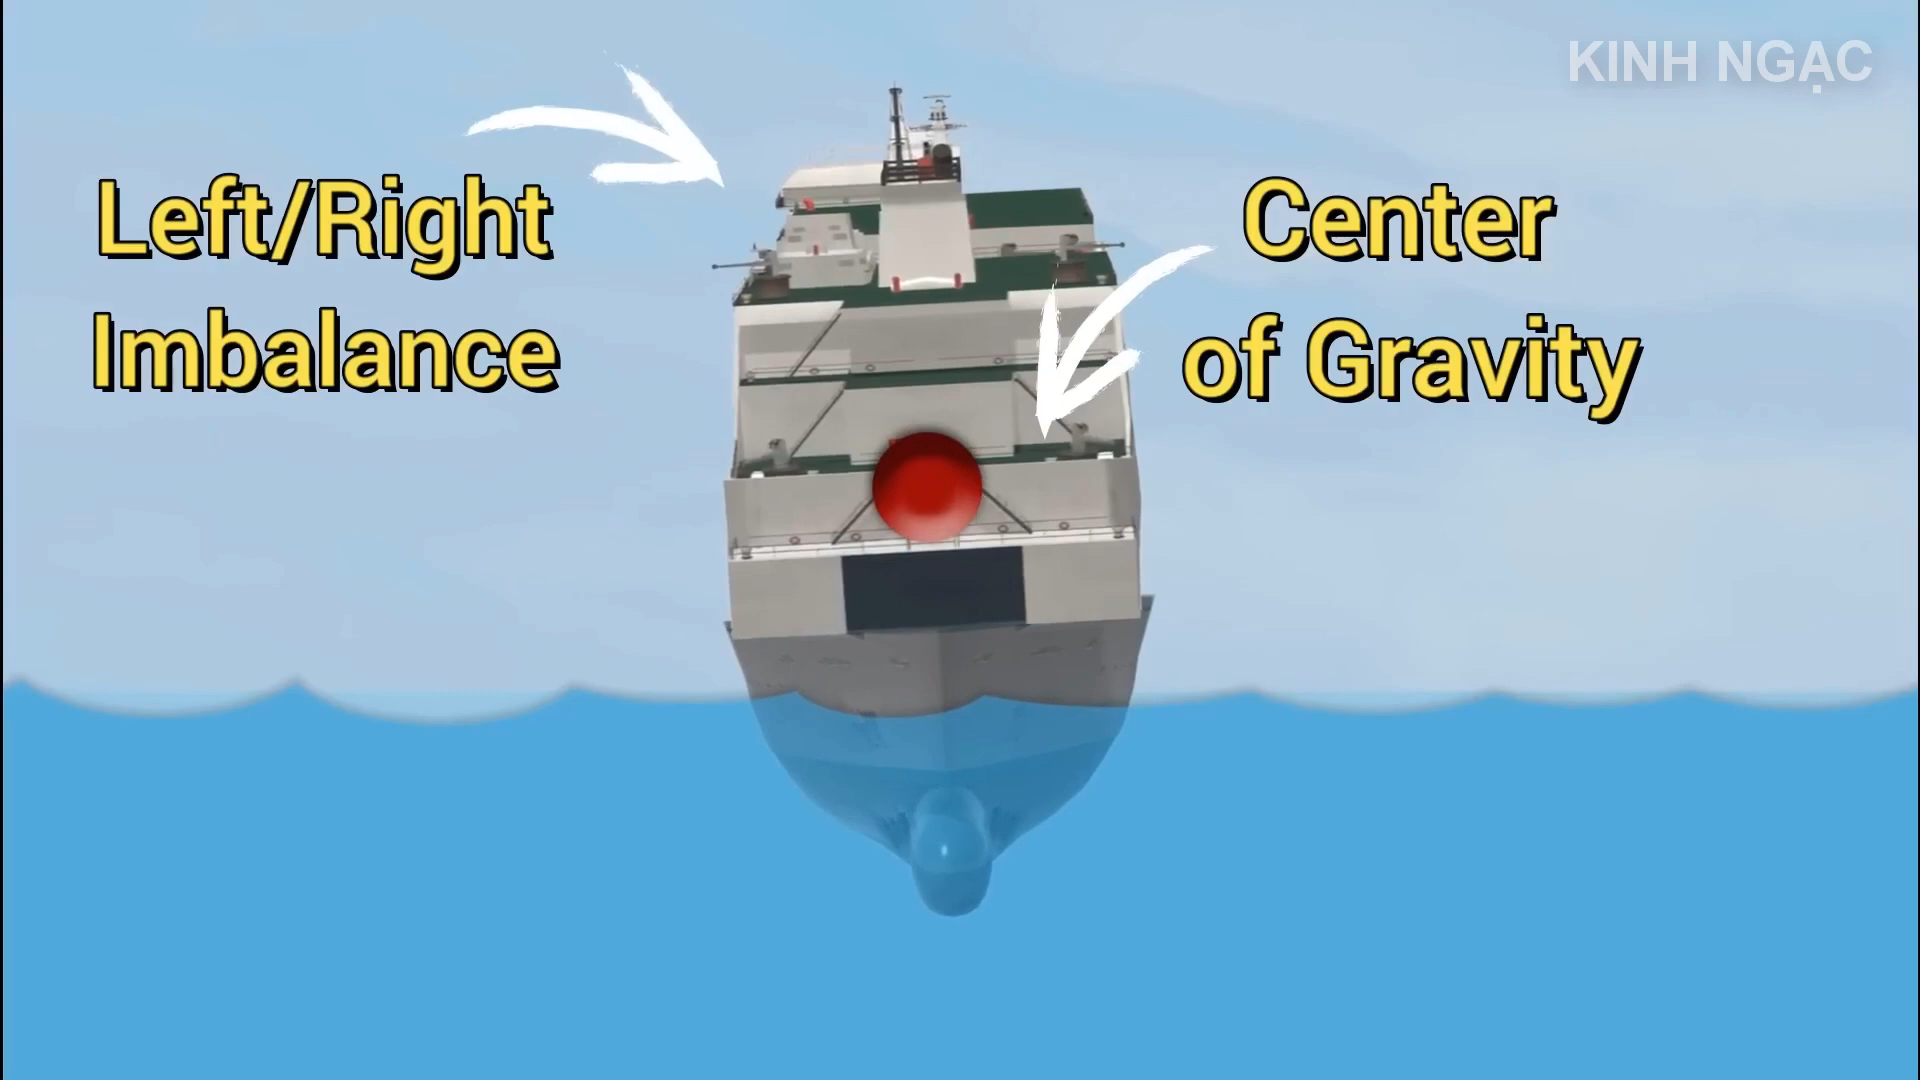 KINH NGẠC
Left/Right
Imbalance
Center
of Gravity